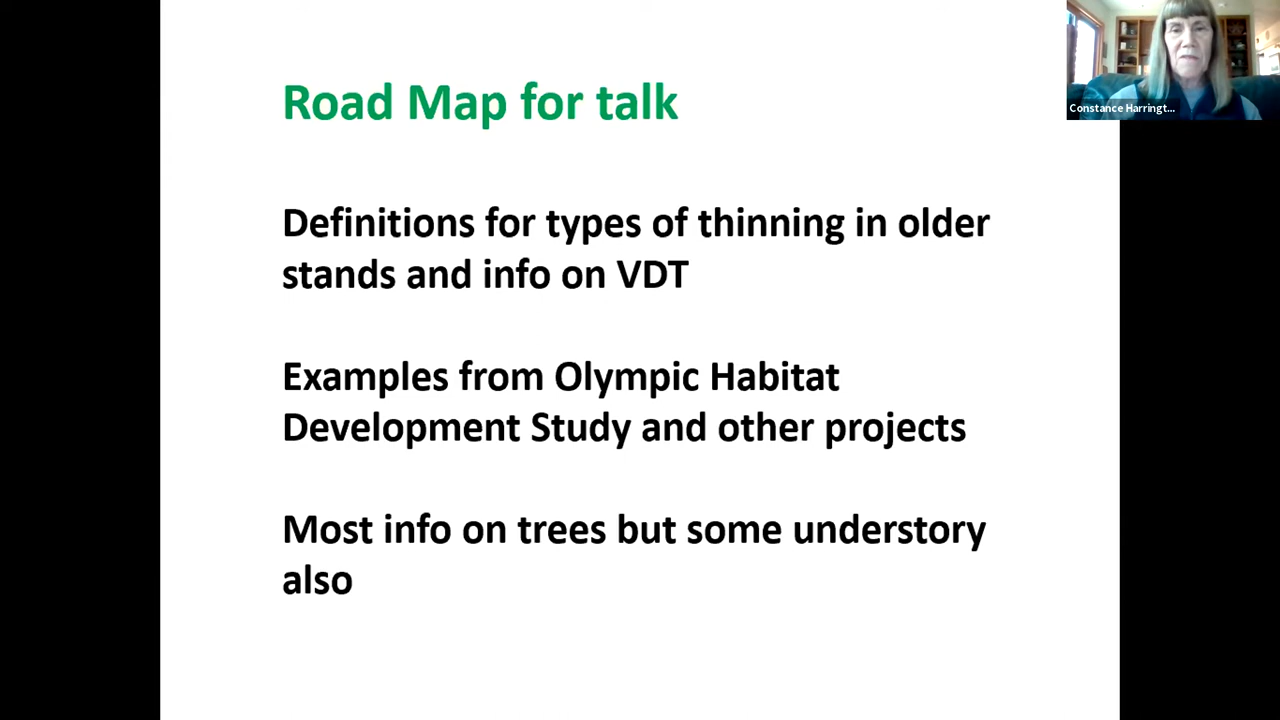 Road Map for talk
Constance Harringt...
Definitions for types of thinning in older
stands and info on VDT
Examples from Olympic Habitat
Development Study and other projects
Most info on trees but some understory
also